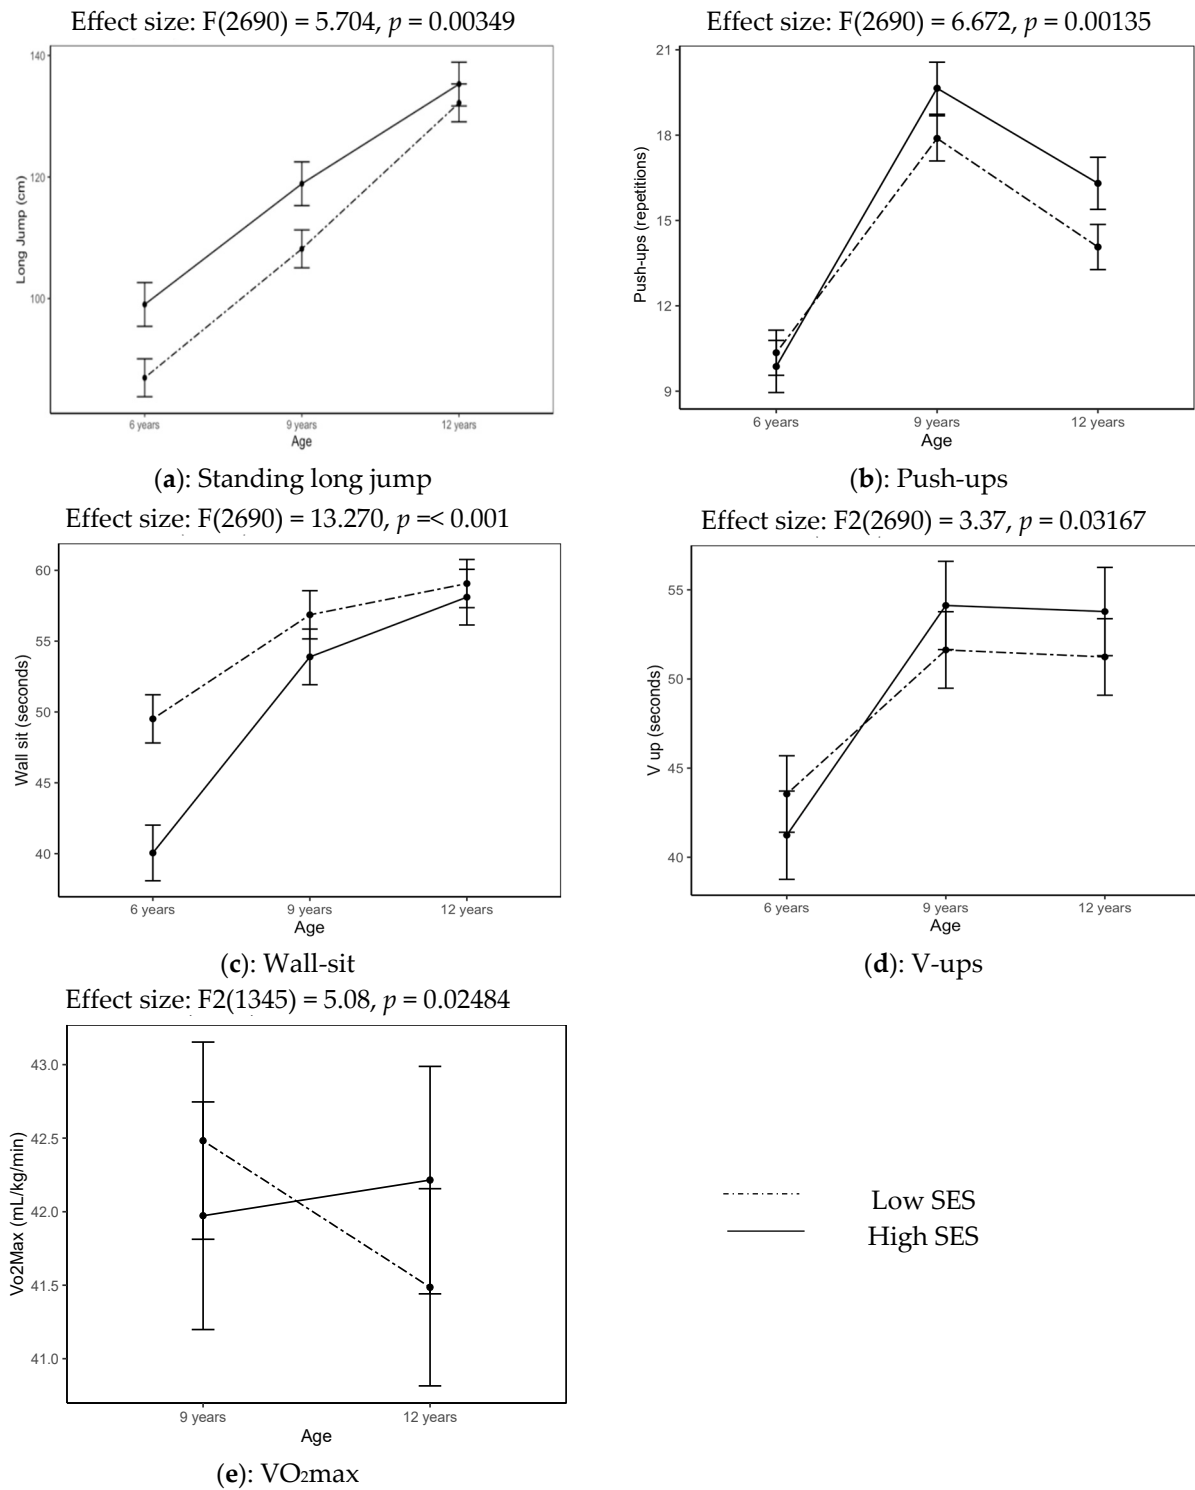 Effect size: F(2690) = 5.704, p = 0.00349
140
120
100
Long Jump (cm)
6 years 9 years 12 years
Age
(a): Standing long jump
Effect size: F(2690) = 6.672, p = 0.00135
21
18
15
12
9
Push-ups (repetitions)
6 years 9 years 12 years
Age
(b): Push-ups
Effect size: F(2690) = 13.270, p =< 0.001
60
55
50
45
40
Wall sit (seconds)
6 years 9 years 12 years
Age
(c): Wall-sit
Effect size: F2(2690) = 3.37, p = 0.03167
55
50
45
40
V up (seconds)
6 years 9 years 12 years
Age
(d): V-ups
Effect size: F2(1345) = 5.08, p = 0.02484
43.0
42.5
42.0
41.5
41.0
Vo2Max (mL/kg/min)
9 years 12 years
Age
(e): VO₂max
Low SES
High SES